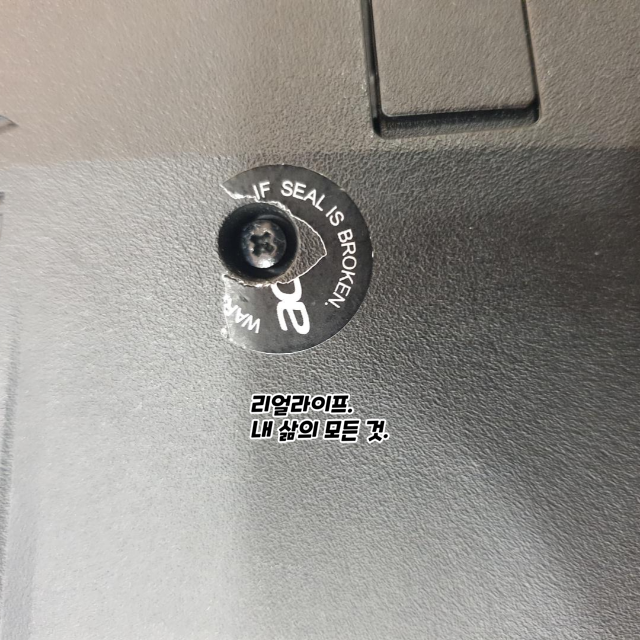 IF SEAL IS BROKEN.
리얼라이프.
내 삶의 모든 것.